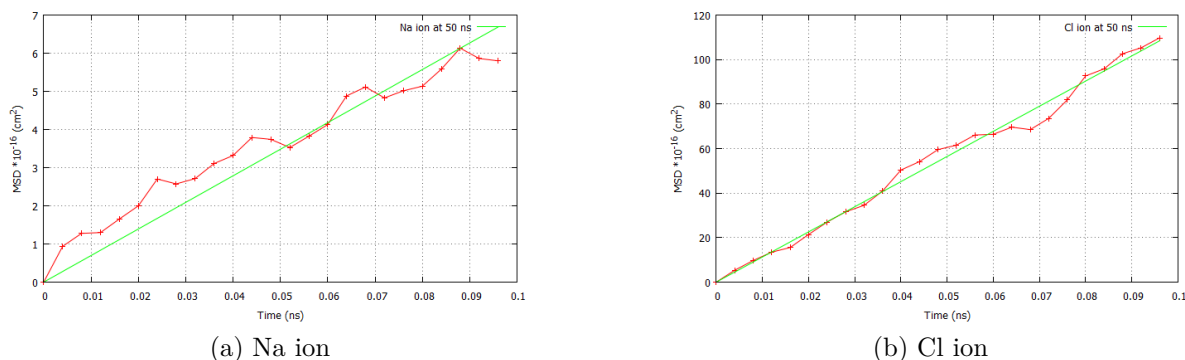 7
6
5
4
3
2
1
0
MSD *10^-16 (cm^2)
Na ion at 50 ns
0 0.01 0.02 0.03 0.04 0.05 0.06 0.07 0.08 0.09 0.1
Time (ns)
(a) Na ion
120
100
80
60
40
20
0
MSD *10^-16 (cm^2)
Cl ion at 50 ns
0 0.01 0.02 0.03 0.04 0.05 0.06 0.07 0.08 0.09 0.1
Time (ns)
(b) Cl ion